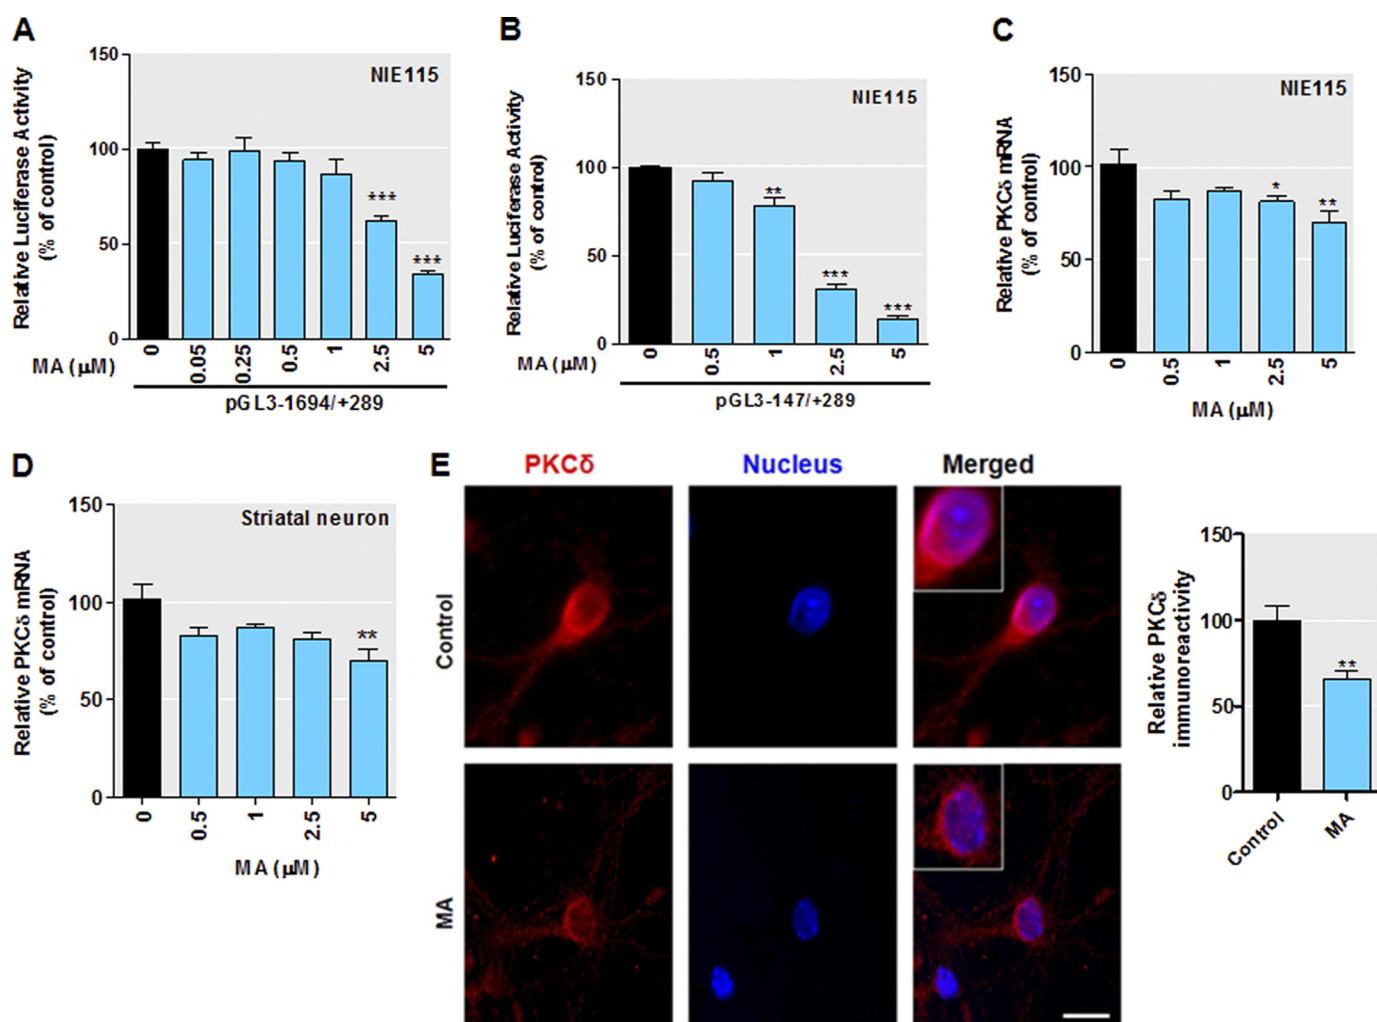 A
Relative Luciferase Activity
(% of control)
150
100
50
0
NIE115
***
***
MA (μM)
0
0.05
0.25
0.5
1
2.5
5
pGL3-1694/+289
B
Relative Luciferase Activity
(% of control)
150
100
50
0
NIE115
**
***
***
MA (μM)
0
0.5
1
2.5
5
pGL3-147/+289
C
Relative PKCδ mRNA
(% of control)
150
100
50
0
NIE115
*
**
0
0.5
1
2.5
5
MA (μM)
D
Relative PKCδ mRNA
(% of control)
150
100
50
0
Striatal neuron
**
0
0.5
1
2.5
5
MA (μM)
E
PKCδ
Nucleus
Merged
Control
MA
Relative PKCδ
immunoreactivity
150
100
50
0
**
Control
MA